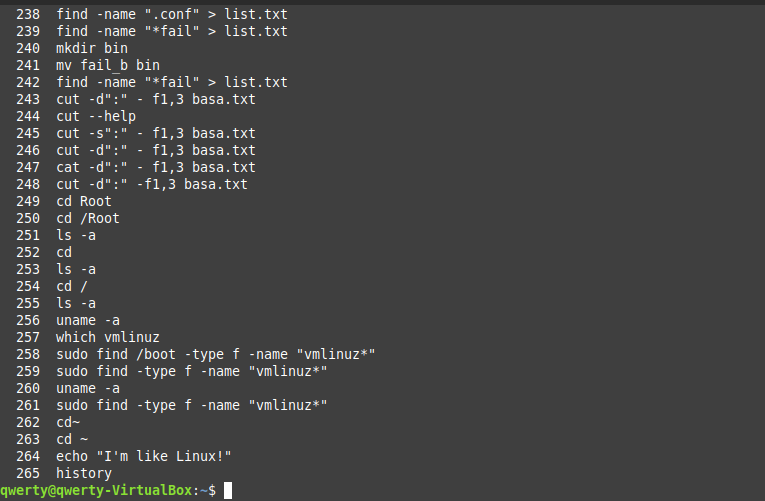 238 find -name ".conf" > list.txt
239 find -name "*fail" > list.txt
240 mkdir bin
241 mv fail_b bin
242 find -name "*fail" > list.txt
243 cut -d":" - f1,3 basa.txt
244 cut --help
245 cut -s":" - f1,3 basa.txt
246 cut -d":" - f1,3 basa.txt
247 cat -d":" - f1,3 basa.txt
248 cut -d":" -f1,3 basa.txt
249 cd Root
250 cd /Root
251 ls -a
252 cd
253 ls -a
254 cd /
255 ls -a
256 uname -a
257 which vmlinuz
258 sudo find /boot -type f -name "vmlinuz*"
259 sudo find -type f -name "vmlinuz*"
260 uname -a
261 sudo find -type f -name "vmlinuz*"
262 cd~
263 cd ~
264 echo "I'm like Linux!"
265 history
qwerty@qwerty-VirtualBox:~$